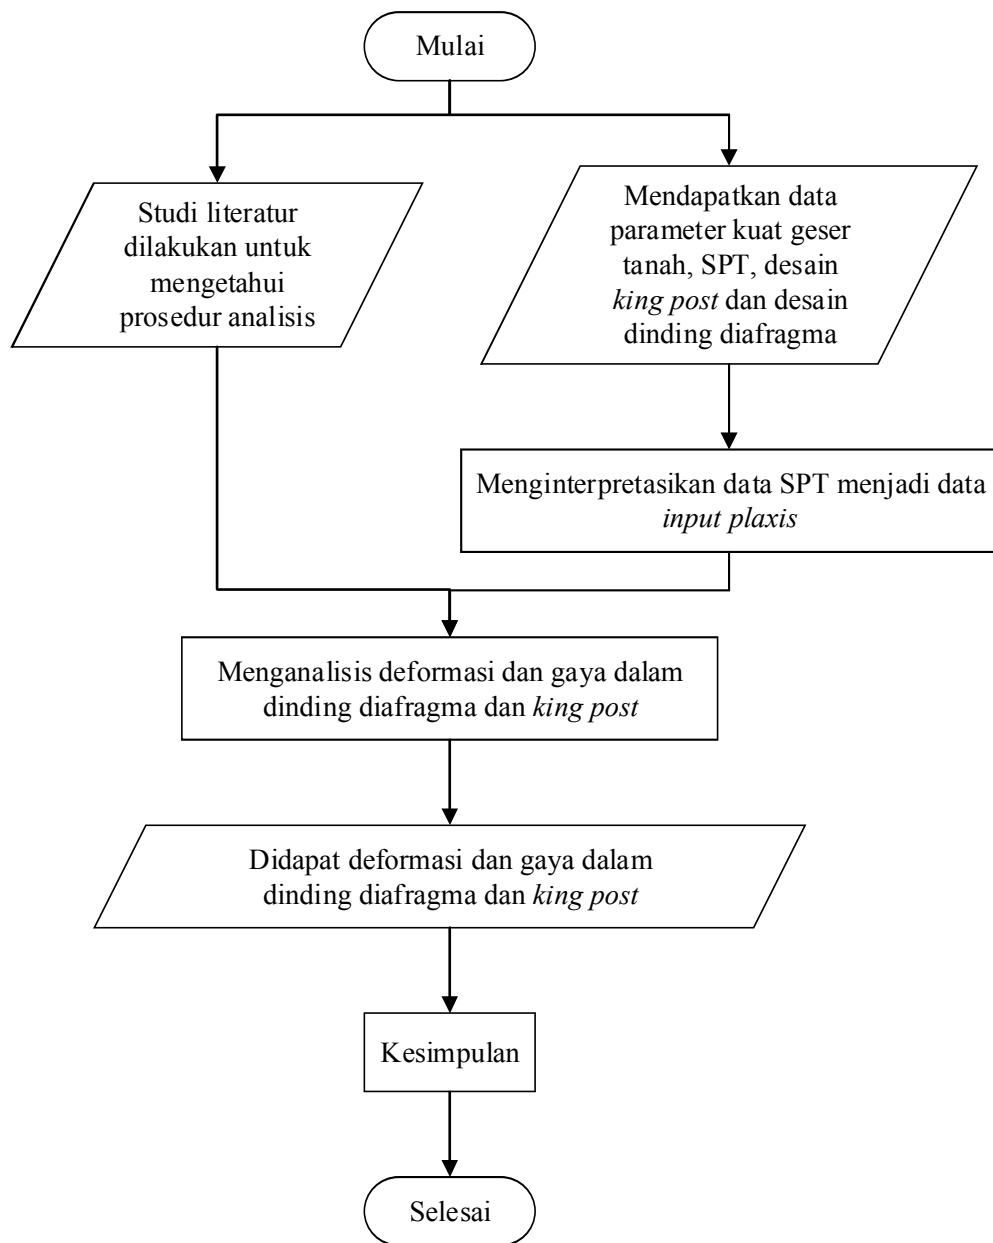 Mulai
Studi literatur
dilakukan untuk
mengetahui
prosedur analisis
Mendapatkan data
parameter kuat geser
tanah, SPT, desain
king post dan desain
dinding diafragma
Menginterpretasikan data SPT menjadi data
input plaxis
Menganalisis deformasi dan gaya dalam
dinding diafragma dan king post
Didapat deformasi dan gaya dalam
dinding diafragma dan king post
Kesimpulan
Selesai